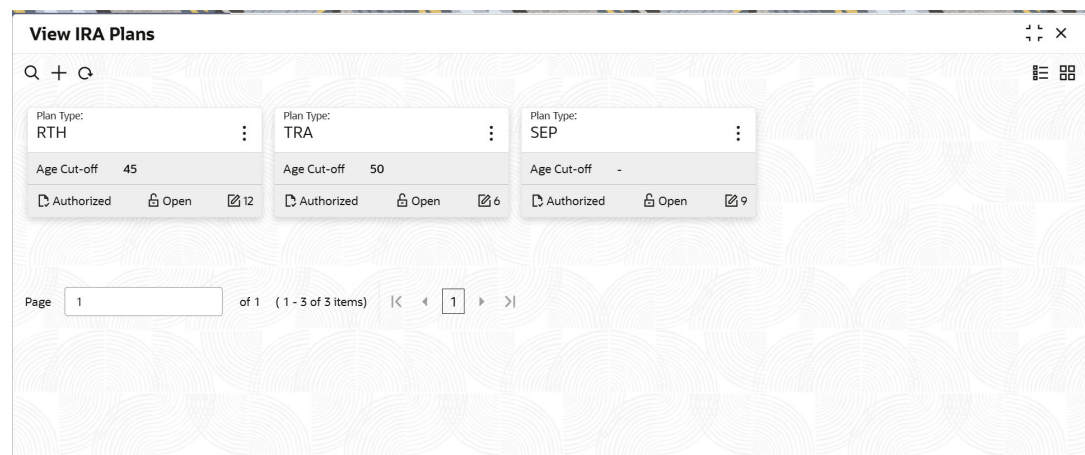 View IRA Plans
Plan Type: Plan Type: Plan Type:
RTH TRA SEP
Age Cut-off 45 Age Cut-off 50 Age Cut-off -
Authorized Open 12 Authorized Open 6 Authorized Open 9
Page 1 of 1 ( 1 - 3 of 3 items) 1